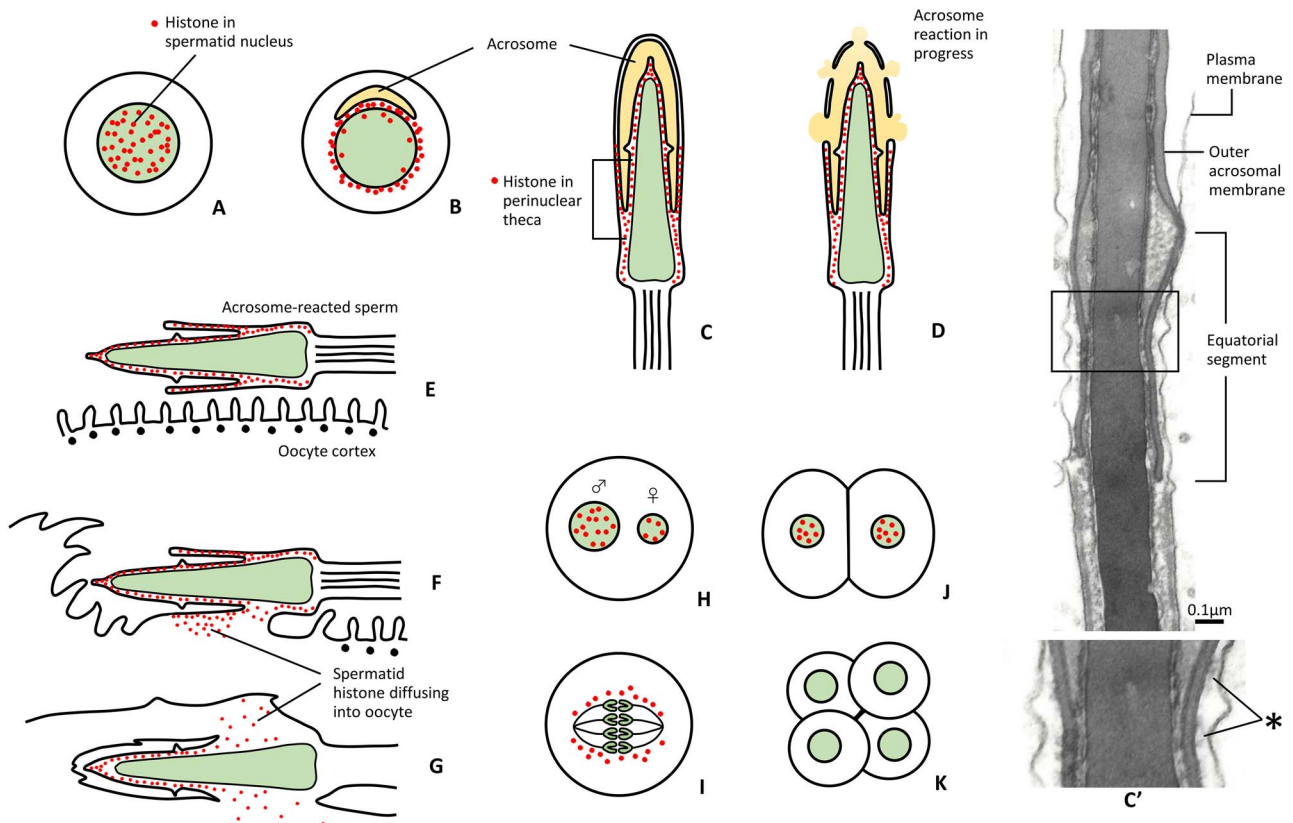 Histone in
spermatid nucleus
A
B
Acrosome
Histone in
perinuclear
theca
C
Acrosome
reaction in
progress
D
Plasma
membrane
Outer
acrosomal
membrane
Equatorial
segment
0.1µm
*
C’
Acrosome-reacted sperm
E
Oocyte cortex
F
Spermatid
histone diffusing
into oocyte
G
♂
♀
H
J
I
K